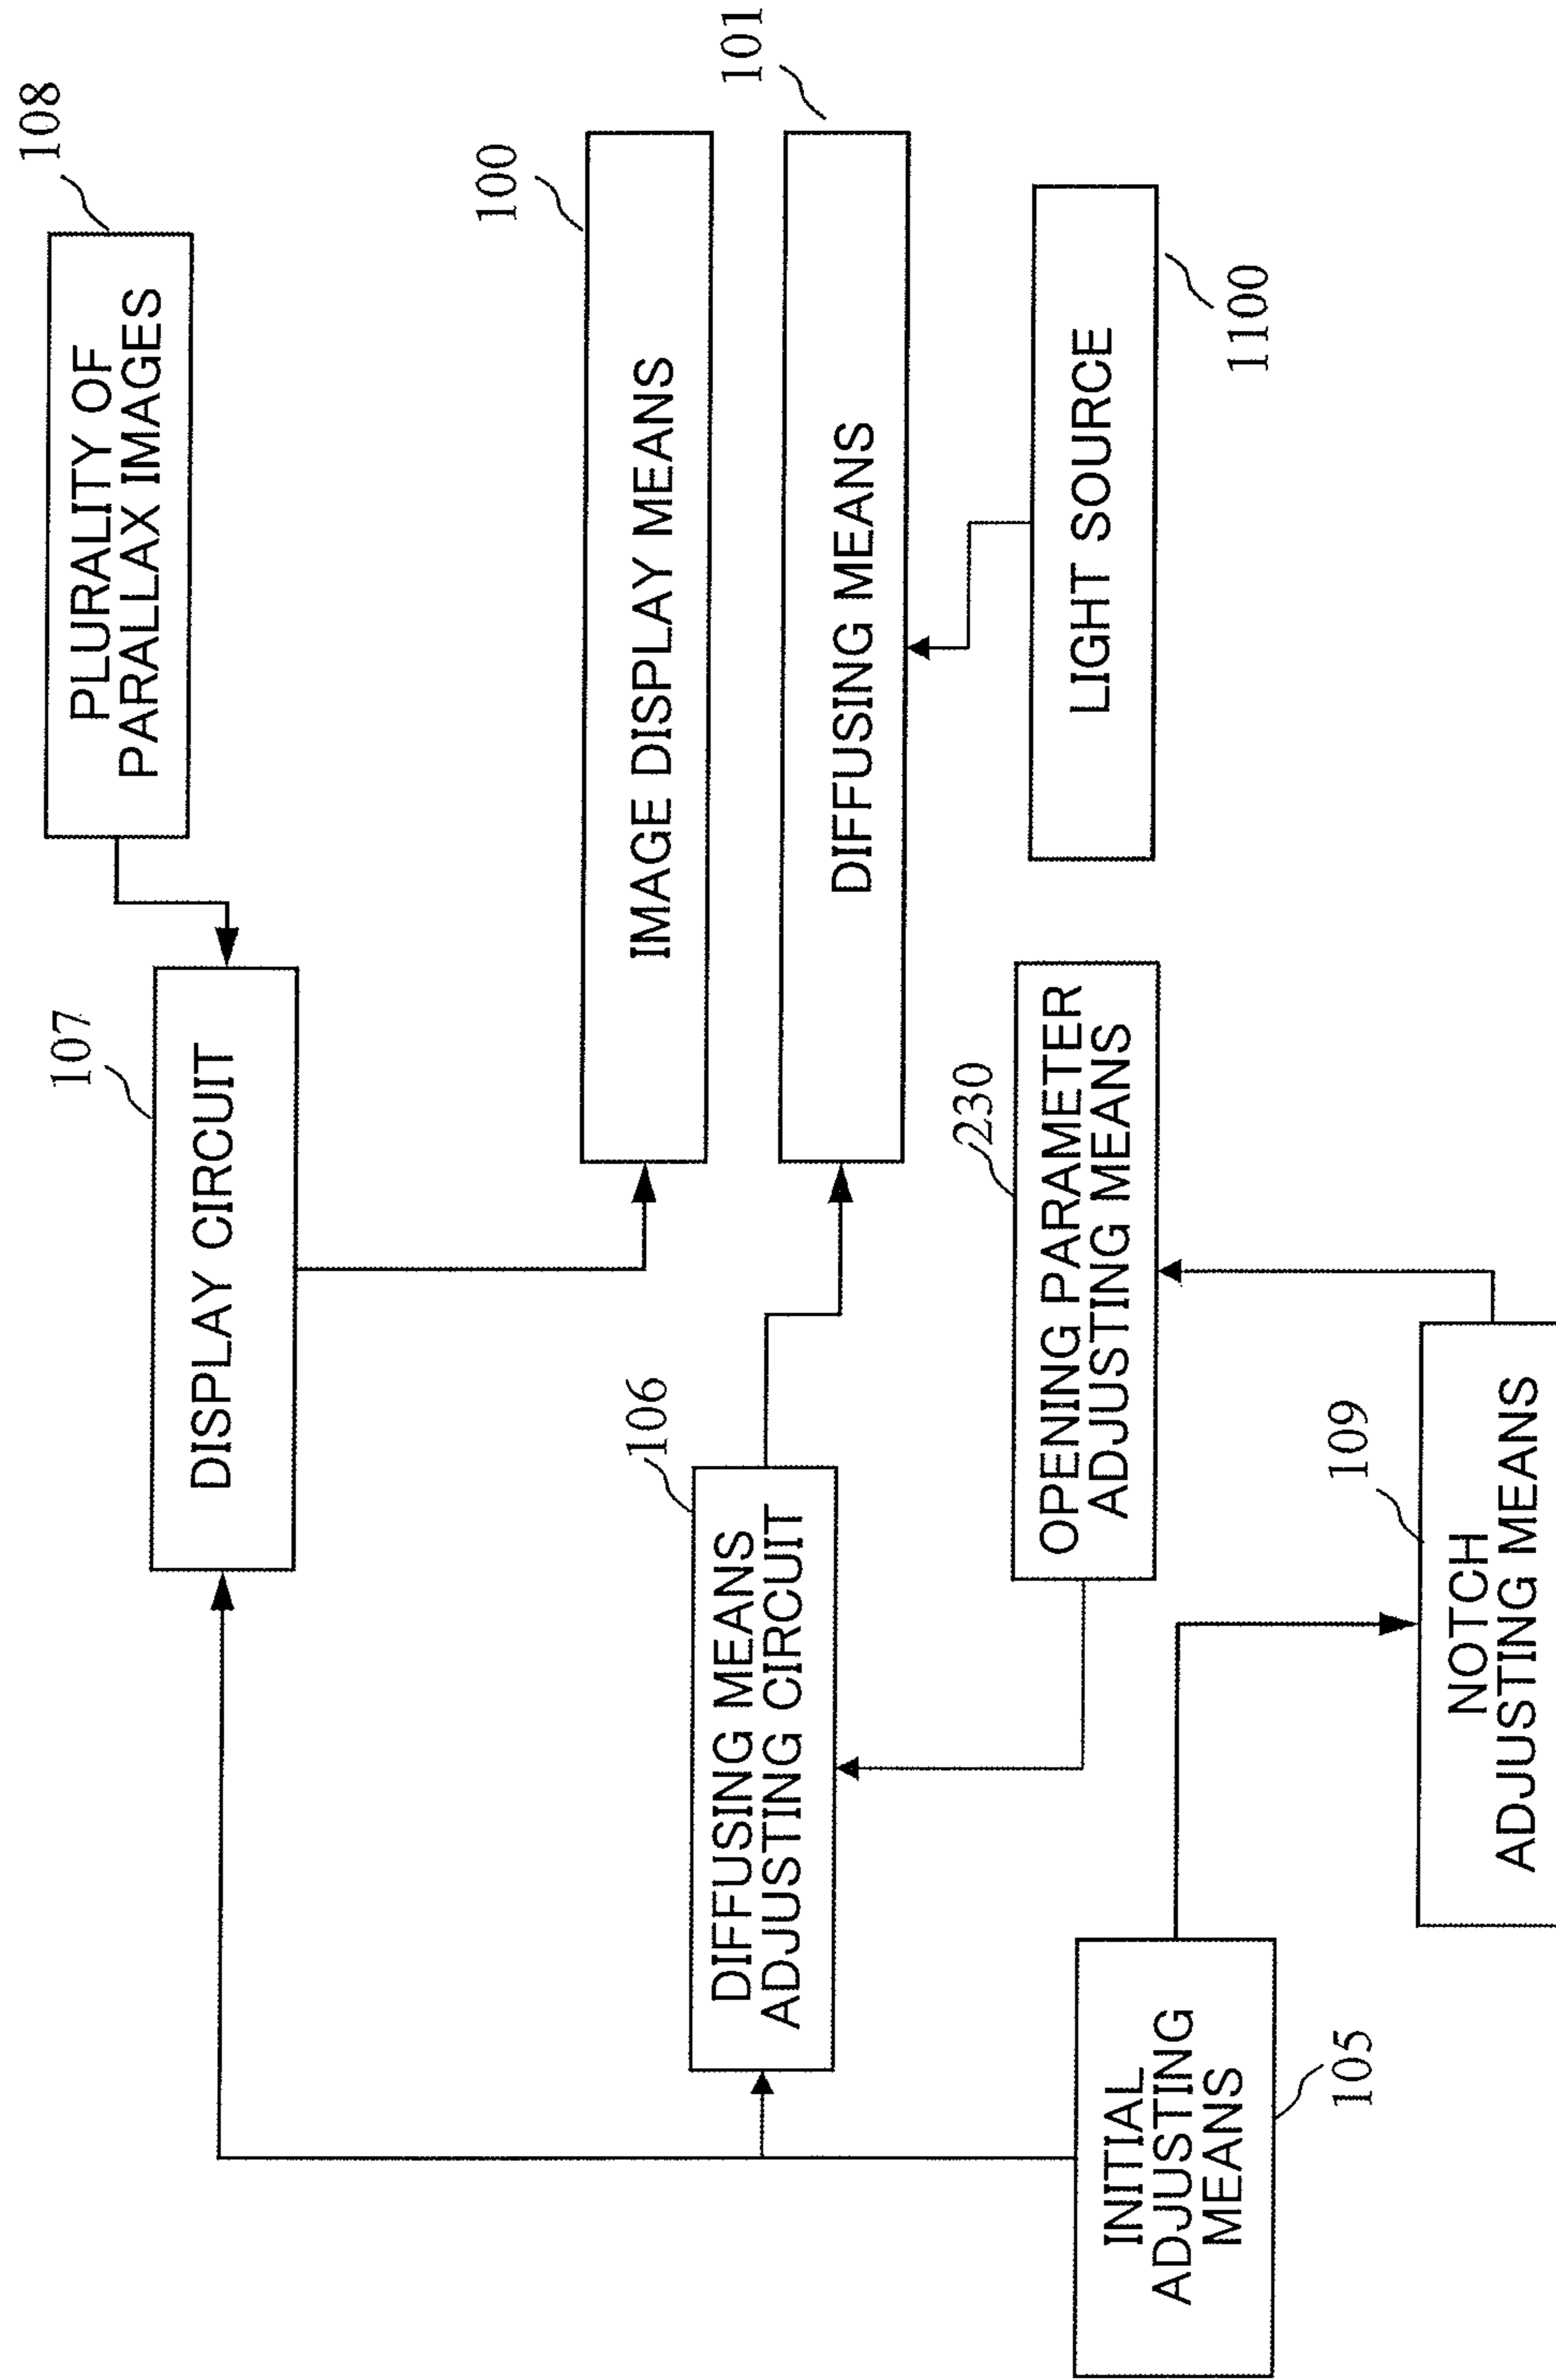 108
PLURALITY OF
PARALLAX IMAGES
107
DISPLAY CIRCUIT
100
IMAGE DISPLAY MEANS
101
DIFFUSING MEANS
106
DIFFUSING MEANS
ADJUSTING CIRCUIT
230
OPENING PARAMETER
ADJUSTING MEANS
LIGHT SOURCE
1100
INITIAL
ADJUSTING
MEANS
105
109
NOTCH
ADJUSTING MEANS